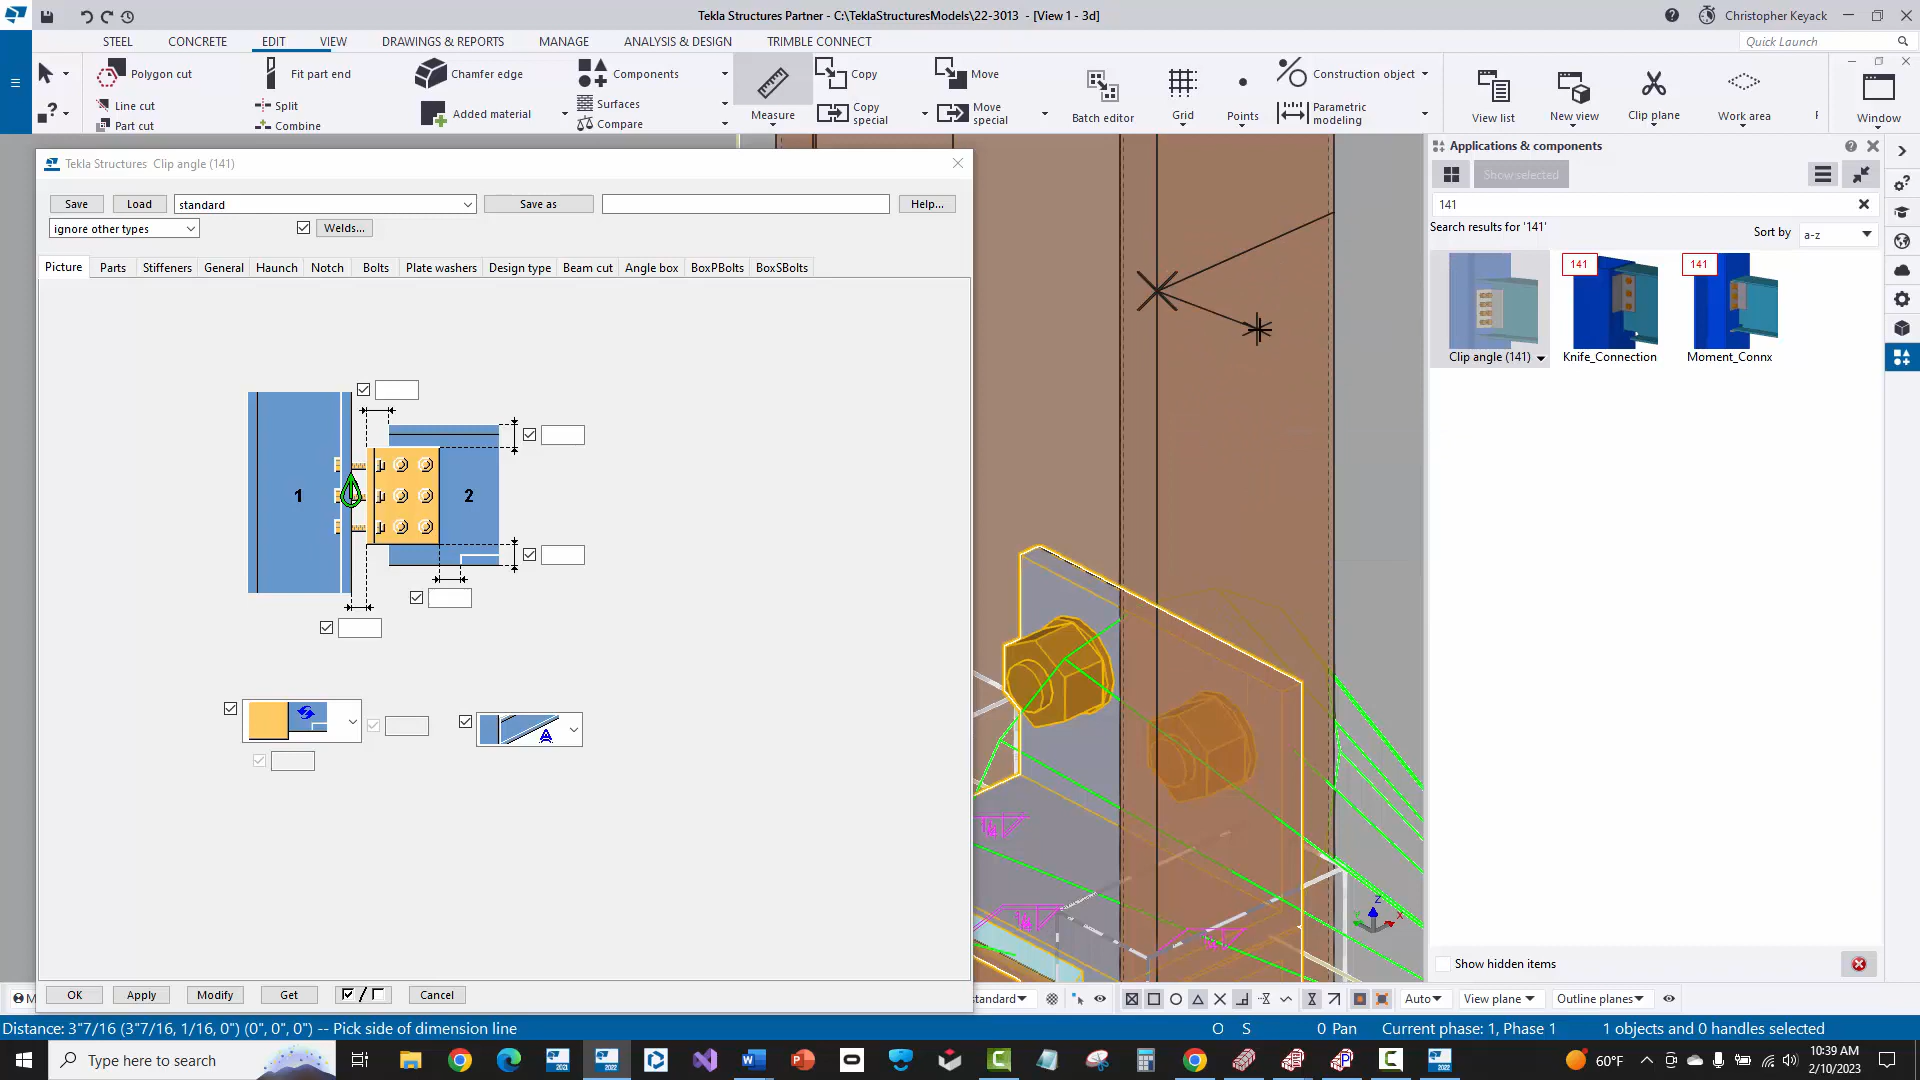 Tekla Structures Partner - C:\TeklaStructuresModels\22-3013 - [View 1 - 3d]
Christopher Keyack
STEEL CONCRETE EDIT VIEW DRAWINGS & REPORTS MANAGE ANALYSIS & DESIGN TRIMBLE CONNECT
Quick Launch
Polygon cut
Line cut
Part cut
Fit part end
Split
Combine
Chamfer edge
Added material
Components
Surfaces
Compare
Measure
Copy
Copy special
Move
Move special
Batch editor
Grid
Points
Construction object
Parametric modeling
View list
New view
Clip plane
Work area
Window
Tekla Structures Clip angle (141)
Save Load standard Save as Help...
ignore other types Welds...
Picture Parts Stiffeners General Haunch Notch Bolts Plate washers Design type Beam cut Angle box BoxPBolts BoxSBolts
1 2
OK Apply Modify Get / Cancel
Applications & components
Show selected
141
Search results for '141'
Sort by a-z
141 141
Clip angle (141) Knife_Connection Moment_Connx
Show hidden items
Z
X
Auto View plane Outline planes
Distance: 3"7/16 (3"7/16, 1/16, 0") (0", 0", 0") -- Pick side of dimension line
O S 0 Pan Current phase: 1, Phase 1 1 objects and 0 handles selected
Type here to search
60°F
10:39 AM
2/10/2023